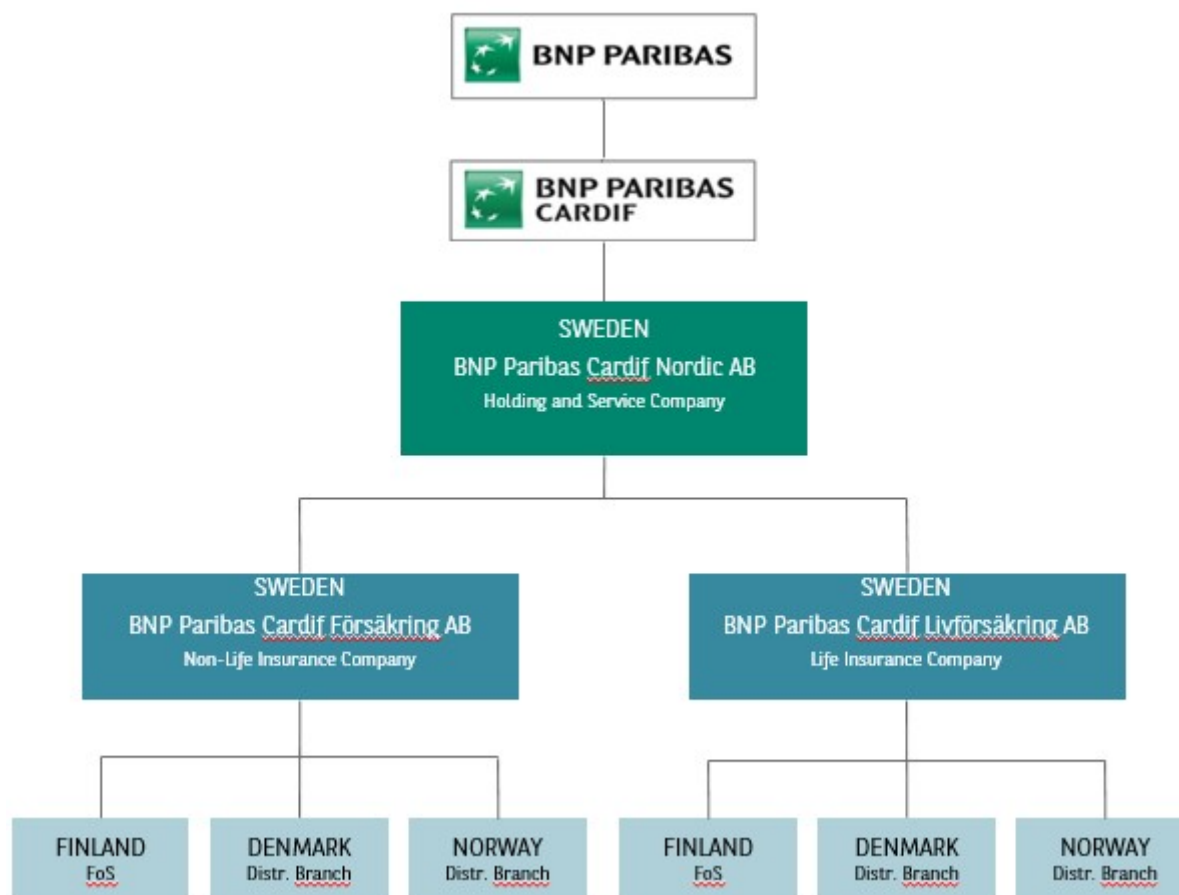 BNP PARIBAS
BNP PARIBAS
CARDIF
SWEDEN
BNP Paribas Cardif Nordic AB
Holding and Service Company
SWEDEN
BNP Paribas Cardif Försäkring AB
Non-Life Insurance Company
SWEDEN
BNP Paribas Cardif Livförsäkring AB
Life Insurance Company
FINLAND
FoS
DENMARK
Distr. Branch
NORWAY
Distr. Branch
FINLAND
FoS
DENMARK
Distr. Branch
NORWAY
Distr. Branch